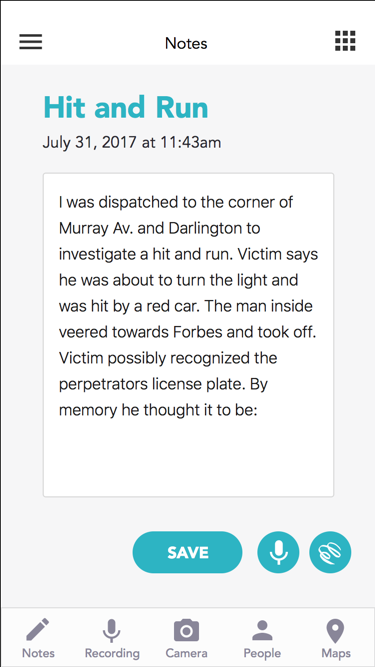 Notes
Hit and Run
July 31, 2017 at 11:43am
I was dispatched to the corner of
Murray Av. and Darlington to
investigate a hit and run. Victim says
he was about to turn the light and
was hit by a red car. The man inside
veered towards Forbes and took off.
Victim possibly recognized the
perpetrators license plate. By
memory he thought it to be:
SAVE
Notes Recording Camera People Maps